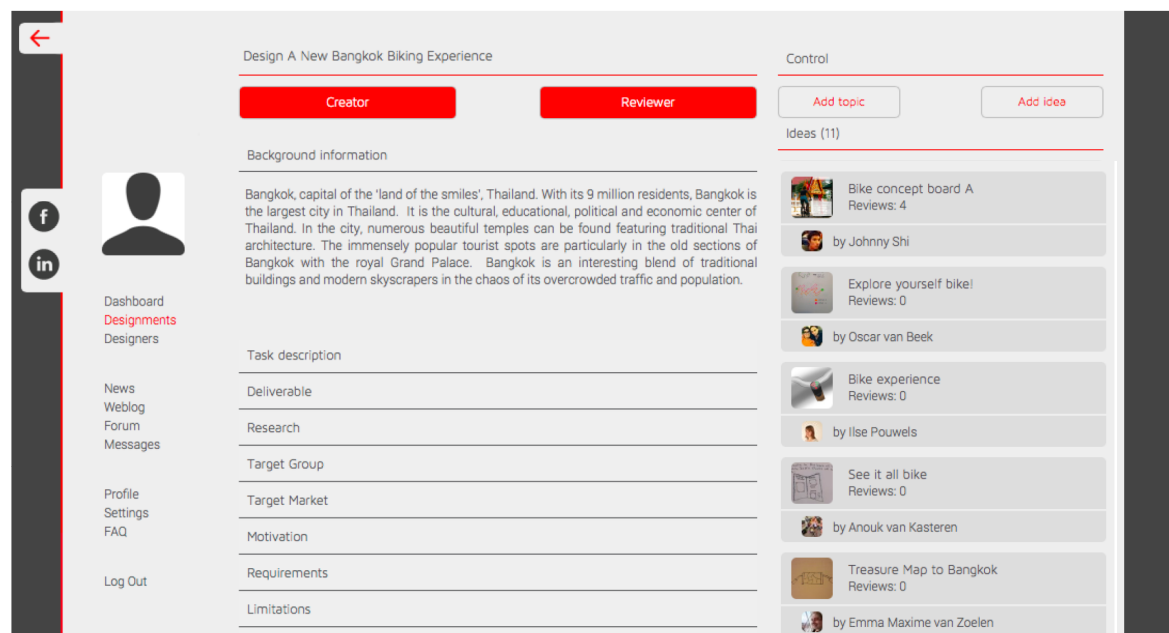 Design A New Bangkok Biking Experience
Creator
Reviewer
Background information
Bangkok, capital of the 'land of the smiles', Thailand. With its 9 million residents, Bangkok is
the largest city in Thailand. It is the cultural, educational, political and economic center of
Thailand. In the city, numerous beautiful temples can be found featuring traditional Thai
architecture. The immensely popular tourist spots are particularly in the old sections of
Bangkok with the royal Grand Palace. Bangkok is an interesting blend of traditional
buildings and modern skyscrapers in the chaos of its overcrowded traffic and population.
Task description
Deliverable
Research
Target Group
Target Market
Motivation
Requirements
Limitations
f
in
Dashboard
Designments
Designers
News
Weblog
Forum
Messages
Profile
Settings
FAQ
Log Out
Control
Add topic
Add idea
Ideas (11)
Bike concept board A
Reviews: 4
by Johnny Shi
Explore yourself bike!
Reviews: 0
by Oscar van Beek
Bike experience
Reviews: 0
by Ilse Pouwels
See it all bike
Reviews: 0
by Anouk van Kasteren
Treasure Map to Bangkok
Reviews: 0
by Emma Maxime van Zoelen